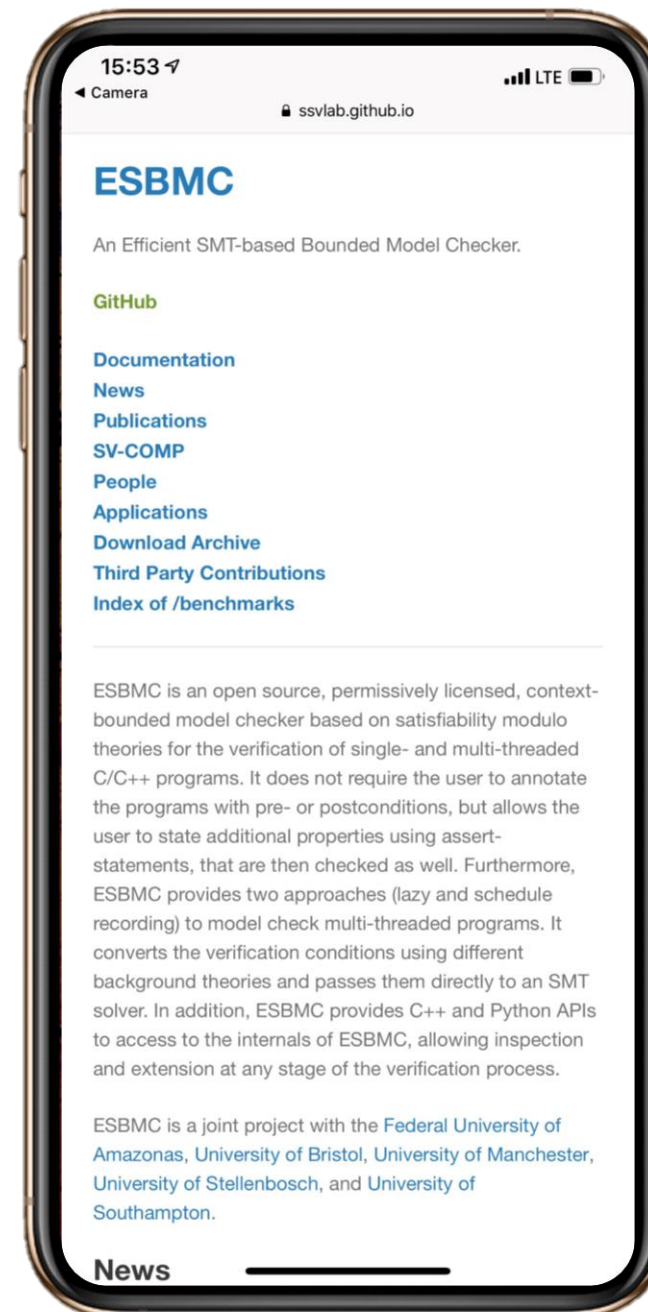 15:53
LTE
◀ Camera
ssvlab.github.io
ESBMC
An Efficient SMT-based Bounded Model Checker.
GitHub
Documentation
News
Publications
SV-COMP
People
Applications
Download Archive
Third Party Contributions
Index of /benchmarks
ESBMC is an open source, permissively licensed, context-
bounded model checker based on satisfiability modulo
theories for the verification of single- and multi-threaded
C/C++ programs. It does not require the user to annotate
the programs with pre- or postconditions, but allows the
user to state additional properties using assert-
statements, that are then checked as well. Furthermore,
ESBMC provides two approaches (lazy and schedule
recording) to model check multi-threaded programs. It
converts the verification conditions using different
background theories and passes them directly to an SMT
solver. In addition, ESBMC provides C++ and Python APIs
to access to the internals of ESBMC, allowing inspection
and extension at any stage of the verification process.
ESBMC is a joint project with the Federal University of
Amazonas, University of Bristol, University of Manchester,
University of Stellenbosch, and University of
Southampton.
News